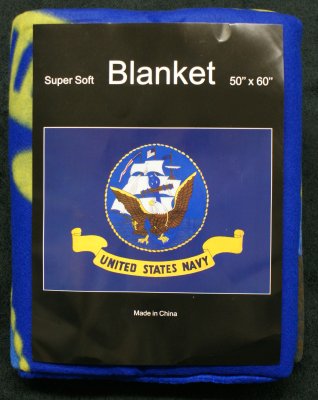 Super Soft Blanket 50” x 60”
UNITED STATES NAVY
Made in China